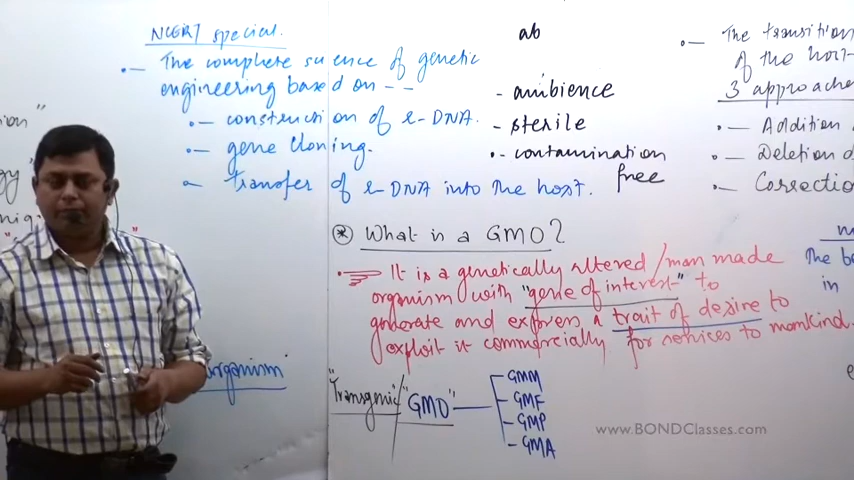 NCERT special.
•— The complete science of genetic
engineering based on - -
•— construction of r-DNA.
•— gene cloning.
•— transfer of r-DNA into the host.
organism
ab
- ambience
- sterile
•- contamination
free
•— The transition
of the host
3 approache
•— Addition
•— Deletion o
•— Correctio
(*) What is a GMO?
It is a genetically altered/man made
organism with "gene of interest" to
generate and express a trait of desire to
exploit it commercially for services to mankind.
The be
in
"Transgenic/"GMO"
GMM
- GMF
- GMP
- GMA
www.BONDClasses.com